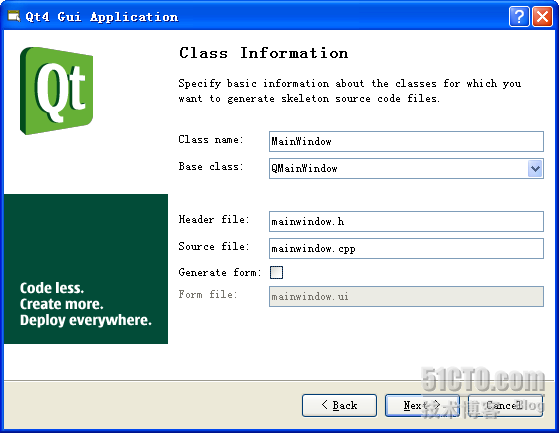 Qt4 Gui Application
Qt
Class Information
Specify basic information about the classes for which you
want to generate skeleton source code files.
Class name: MainWindow
Base class: QMainWindow
Header file: mainwindow.h
Source file: mainwindow.cpp
Generate form:
Form file: mainwindow.ui
Code less.
Create more.
Deploy everywhere.
< Back Next > Cancel
51CTO.com
技术博客 Blog